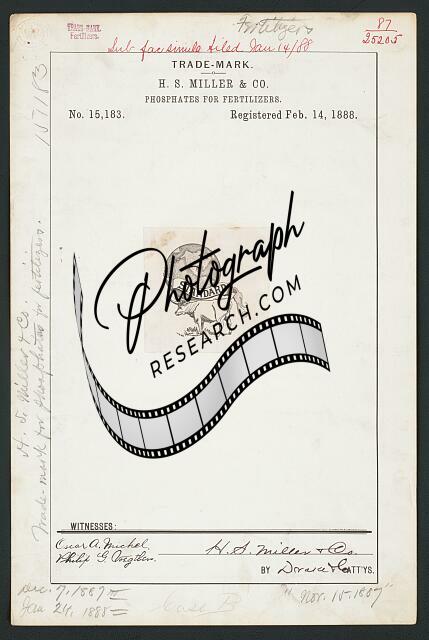 TRADE-MARK.
Fertilizers.
Fertilizers
87
25205
Sub facsimile filed Jan 14/88
TRADE-MARK.
H. S. MILLER & CO.
PHOSPHATES FOR FERTILIZERS.
No. 15,183.
Registered Feb. 14, 1888.
15183
H. S. Miller & Co.
Trade-mark for phosphates for fertilizers.
STANDARD
Photograph
RESEARCH.COM
WITNESSES:
Oscar A. Michel
Philip G.
H. S. Miller & Co.
BY
ATT'YS.
Dec. 7, 1887
Jan 24, 1888
Case B
"Nov. 15-1887"